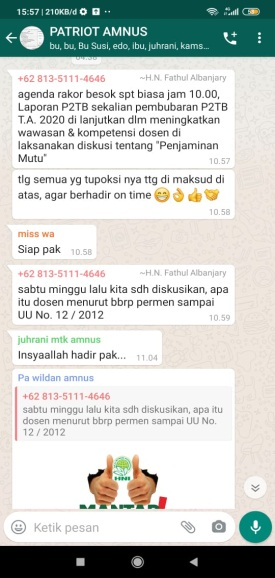 15:57 | 210KB/d
PATRIOT AMNUS
bu, bu, Bu Susi, edo, ibu, juhrani, kams...
04.58
+62 813-5111-4646 ~H.N. Fathul Albanjary
agenda rakor besok spt biasa jam 10.00,
Laporan P2TB sekalian pembubaran P2TB
T.A. 2020 di lanjutkan dlm meningkatkan
wawasan & kompetensi dosen di
laksanakan diskusi tentang "Penjaminan
Mutu"
10.57
tlg semua yg tupoksi nya ttg di maksud di
atas, agar berhadir on time 😁👌👍🤝
10.58
miss wa
Siap pak 10.58
+62 813-5111-4646 ~H.N. Fathul Albanjary
sabtu minggu lalu kita sdh diskusikan, apa
itu dosen menurut bbrp permen sampai
UU No. 12 / 2012
10.59
juhrani mtk amnus
Insyaallah hadir pak... 11.04
Pa wildan amnus
+62 813-5111-4646
sabtu minggu lalu kita sdh diskusikan, apa itu
dosen menurut bbrp permen sampai UU No.
12 / 2012
HNI
MANTAP
Ketik pesan